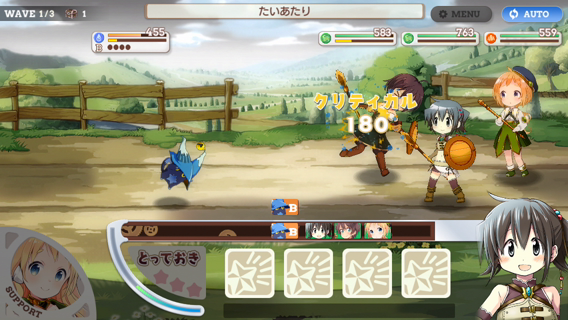 WAVE 1/3
1
たいあたり
MENU
AUTO
455
B
583
763
559
クリティカル
180
B
B
とっておき
SUPPORT